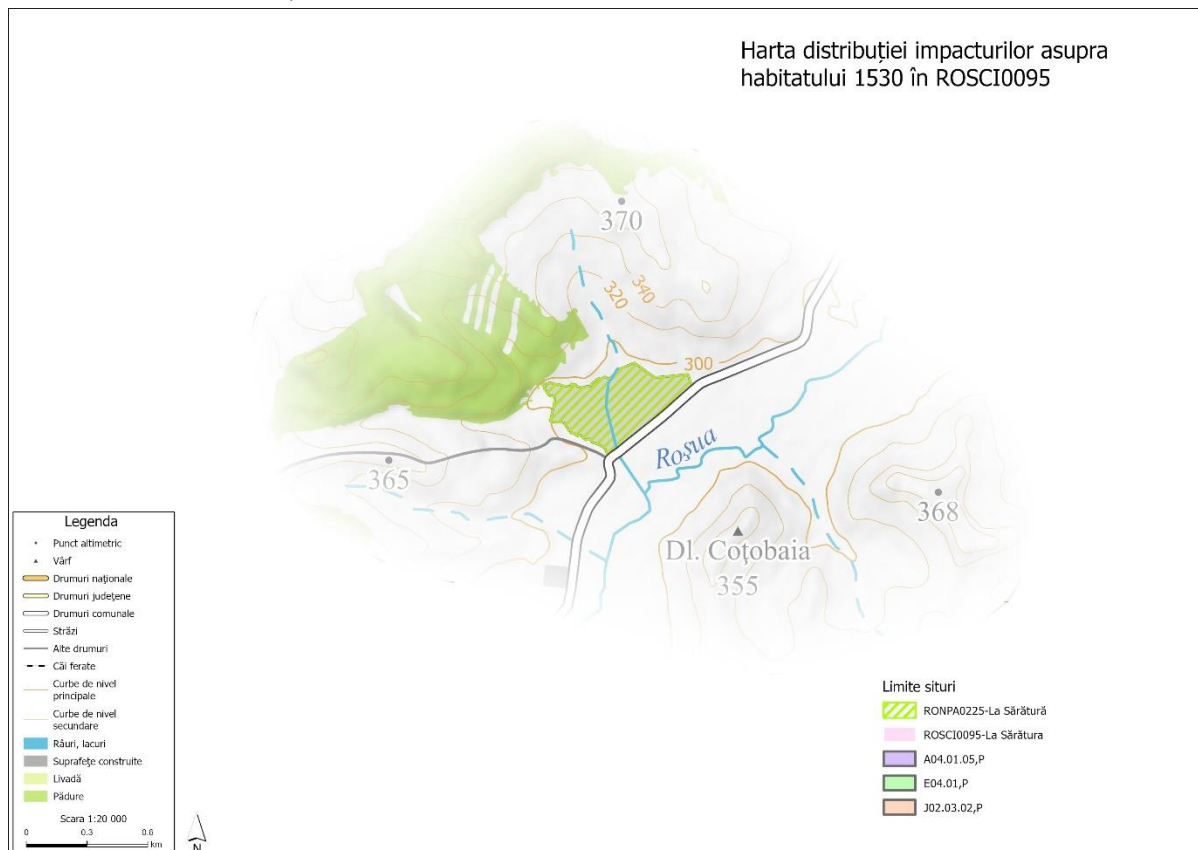 Harta distribuției impacturilor asupra
habitatului 1530 în ROSCI0095
370
340
320
300
Roșua
365
368
Dl. Coțobaia
355
Legenda
Punct altimetric
Vârf
Drumuri naționale
Drumuri județene
Drumuri comunale
Străzi
Alte drumuri
Căi ferate
Curbe de nivel
principale
Curbe de nivel
secundare
Râuri, lacuri
Suprafețe construite
Livadă
Pădure
Scara 1:20 000
0 0.3 0.6
km
N
Limite situri
RONPA0225-La Sărătură
ROSCI0095-La Sărătura
A04.01.05,P
E04.01,P
J02.03.02,P